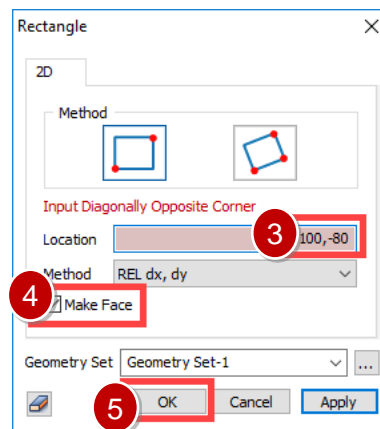 Rectangle
2D
Method
Input Diagonally Opposite Corner
Location 3 100,-80
Method REL dx, dy
4
Make Face
Geometry Set Geometry Set-1 ...
5 OK Cancel Apply